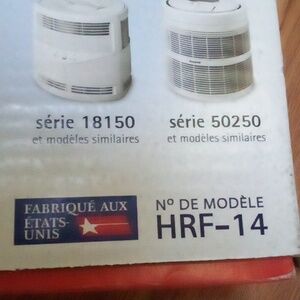 série 18150
et modèles similaires
série 50250
et modèles similaires
FABRIQUÉ AUX
ÉTATS-
UNIS
Nº DE MODÈLE
HRF-14